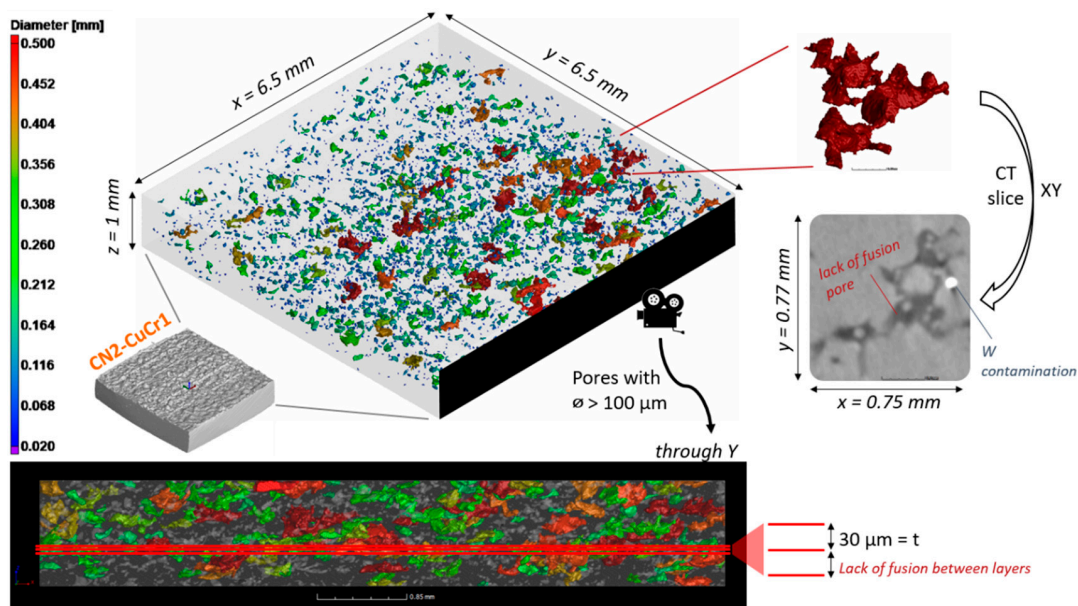 Diameter [mm]
0.500
0.452
0.404
0.356
0.308
0.260
0.212
0.164
0.116
0.068
0.020
x = 6.5 mm
y = 6.5 mm
z = 1 mm
CN2-CuCr1
Pores with
ø > 100 µm
through Y
CT
slice
XY
y = 0.77 mm
lack of fusion
pore
W
contamination
x = 0.75 mm
30 µm = t
Lack of fusion between layers
0.85 mm